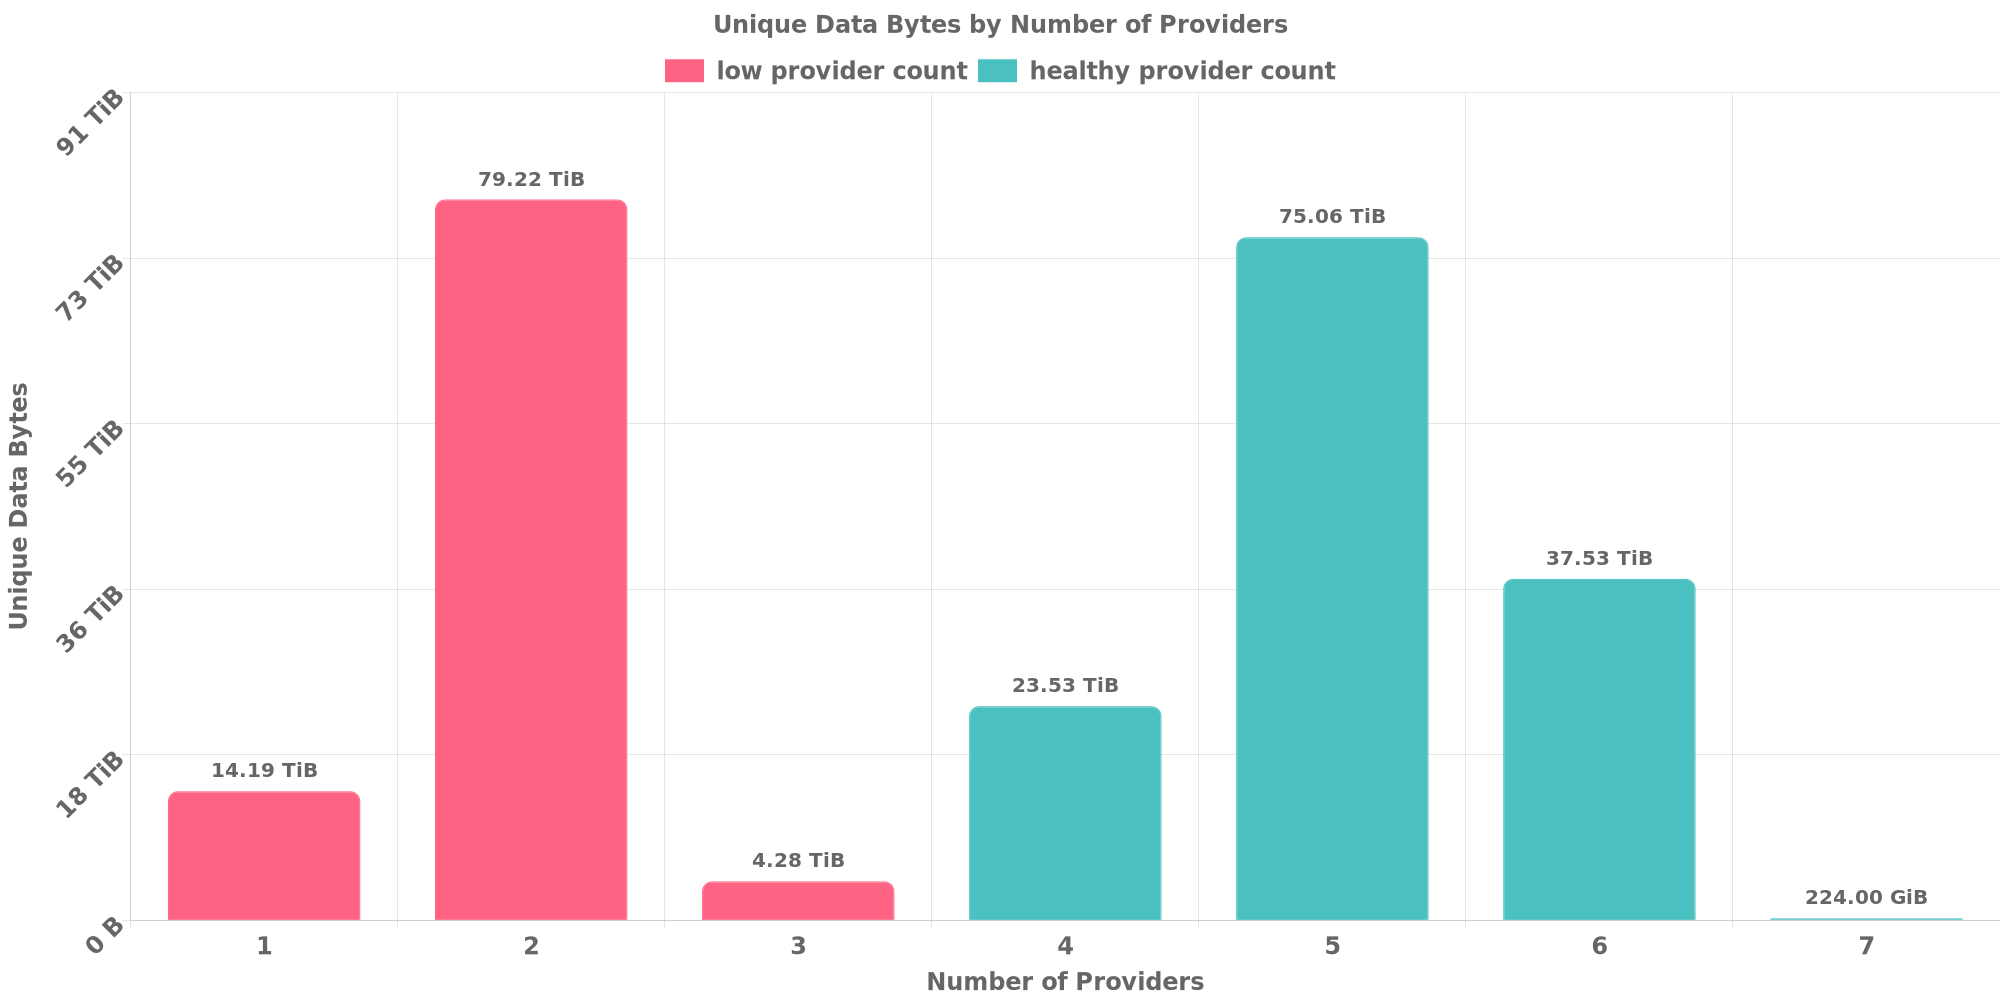 Unique Data Bytes by Number of Providers
low provider count healthy provider count
91 TiB
73 TiB
55 TiB
36 TiB
18 TiB
0 B
Unique Data Bytes
14.19 TiB
79.22 TiB
4.28 TiB
23.53 TiB
75.06 TiB
37.53 TiB
224.00 GiB
1 2 3 4 5 6 7
Number of Providers